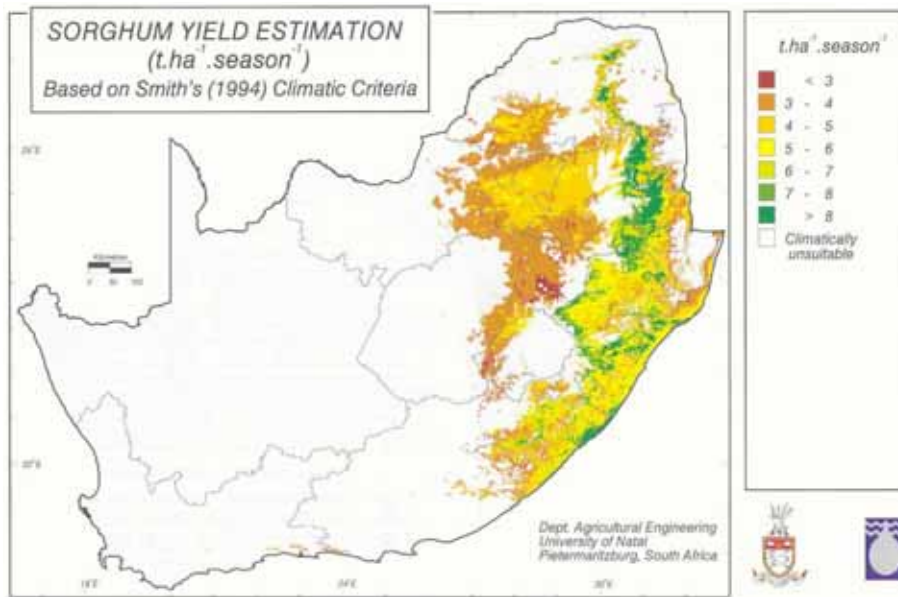 SORGHUM YIELD ESTIMATION
(t.ha⁻¹.season⁻¹)
Based on Smith's (1994) Climatic Criteria
t.ha⁻¹.season⁻¹
< 3
3 - 4
4 - 5
5 - 6
6 - 7
7 - 8
> 8
Climatically
unsuitable
Dept. Agricultural Engineering
University of Natal
Pietermaritzburg, South Africa